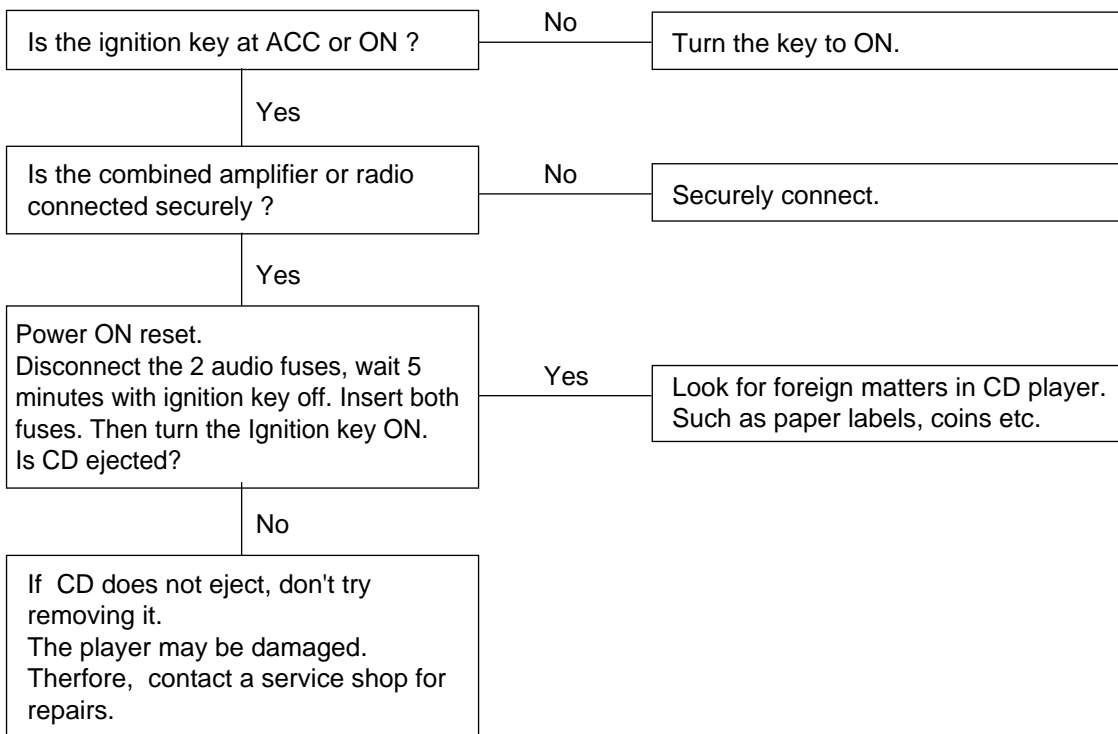 Is the ignition key at ACC or ON ?
No
Turn the key to ON.
Yes
Is the combined amplifier or radio
connected securely ?
No
Securely connect.
Yes
Power ON reset.
Disconnect the 2 audio fuses, wait 5
minutes with ignition key off. Insert both
fuses. Then turn the Ignition key ON.
Is CD ejected?
Yes
Look for foreign matters in CD player.
Such as paper labels, coins etc.
No
If  CD does not eject, don't try
removing it.
The player may be damaged.
Therfore,  contact a service shop for
repairs.